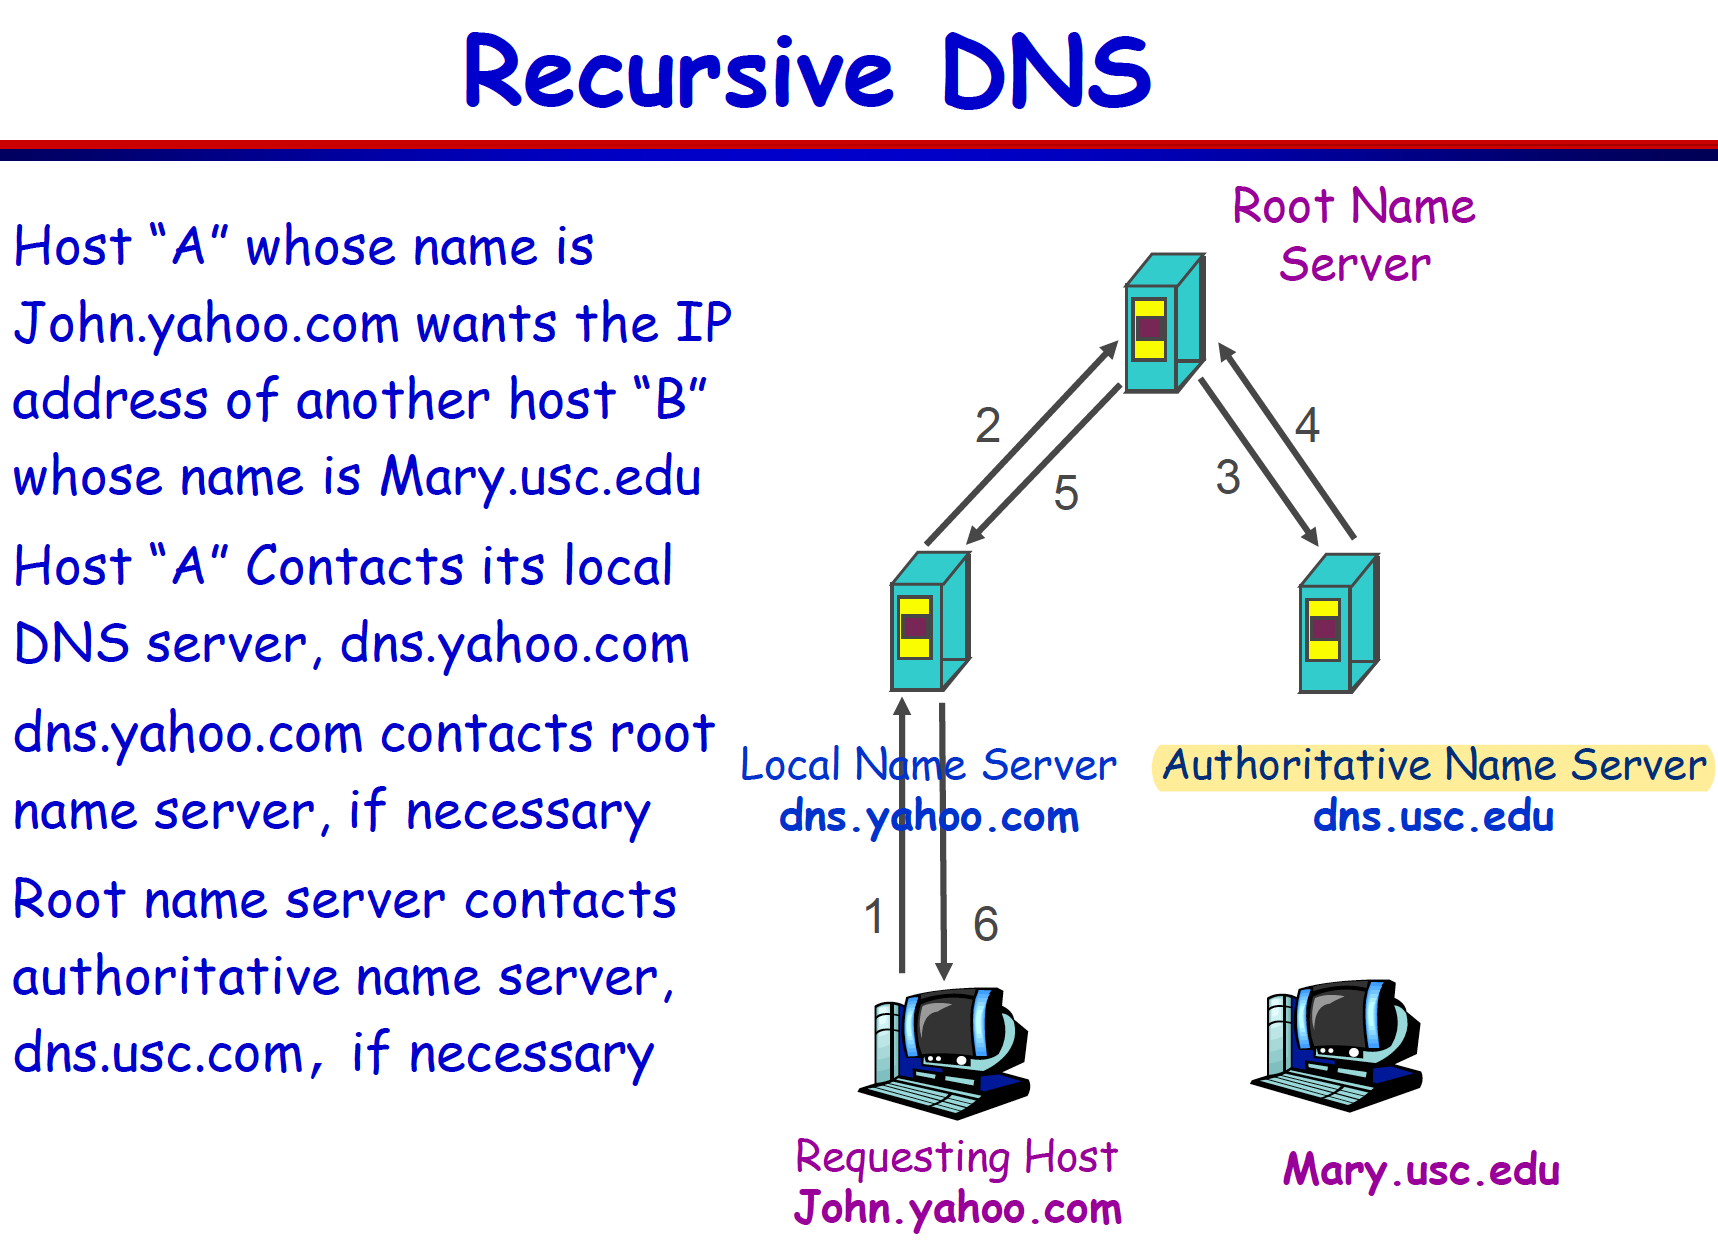 Recursive DNS
Host “A” whose name is
John.yahoo.com wants the IP
address of another host “B”
whose name is Mary.usc.edu
Host “A” Contacts its local
DNS server, dns.yahoo.com
dns.yahoo.com contacts root
name server, if necessary
Root name server contacts
authoritative name server,
dns.usc.com, if necessary
Root Name
Server
2
5
3
4
Local Name Server
dns.yahoo.com
Authoritative Name Server
dns.usc.edu
1
6
Requesting Host
John.yahoo.com
Mary.usc.edu